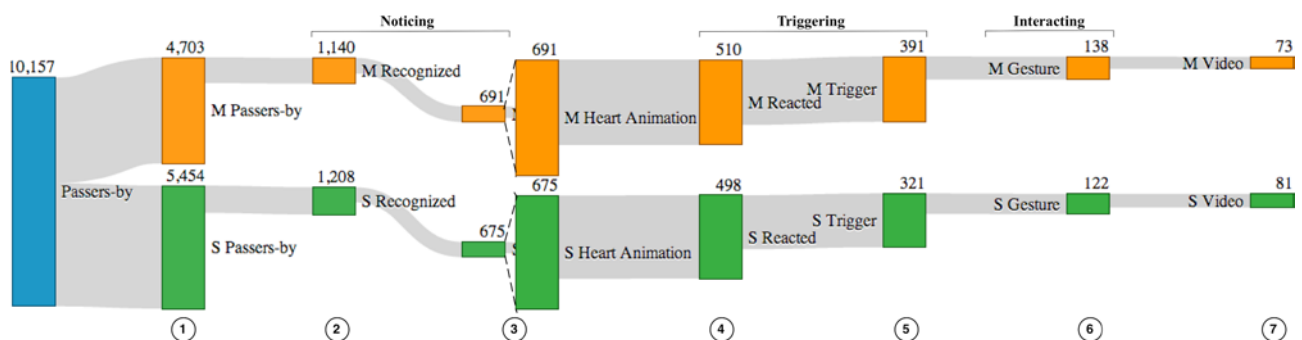 Noticing
Triggering
Interacting
10,157
4,703
1,140
691
691
510
391
138
73
M Recognized
M Passers-by
M Heart Animation
M Reacted
M Trigger
M Gesture
M Video
Passers-by
5,454
1,208
675
675
498
321
122
81
S Recognized
S Passers-by
S Heart Animation
S Reacted
S Trigger
S Gesture
S Video
1
2
3
4
5
6
7